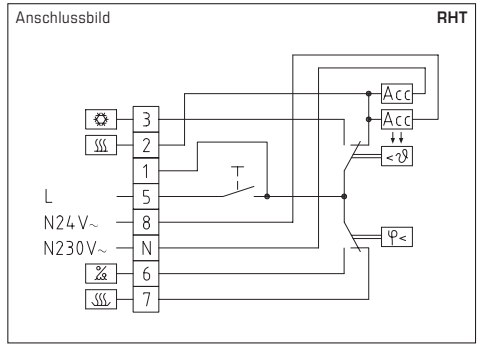 Anschlussbild RHT
Acc
3 Acc
2
<ϑ
1
L 5
N24V~ 8
N230V~ N
φ<
% 6
7